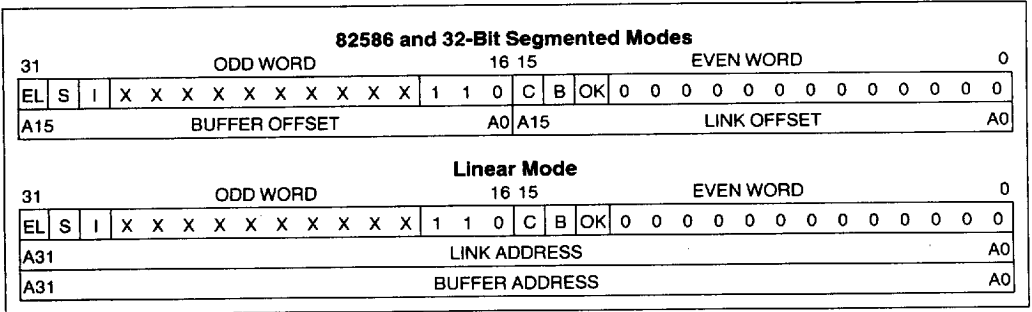 82586 and 32-Bit Segmented Modes
31 ODD WORD 16 15 EVEN WORD 0
EL S I X X X X X X X X X X 1 1 0 C B OK 0 0 0 0 0 0 0 0 0 0 0 0 0
A15 BUFFER OFFSET A0 A15 LINK OFFSET A0
Linear Mode
31 ODD WORD 16 15 EVEN WORD 0
EL S I X X X X X X X X X X 1 1 0 C B OK 0 0 0 0 0 0 0 0 0 0 0 0 0
A31 LINK ADDRESS A0
A31 BUFFER ADDRESS A0